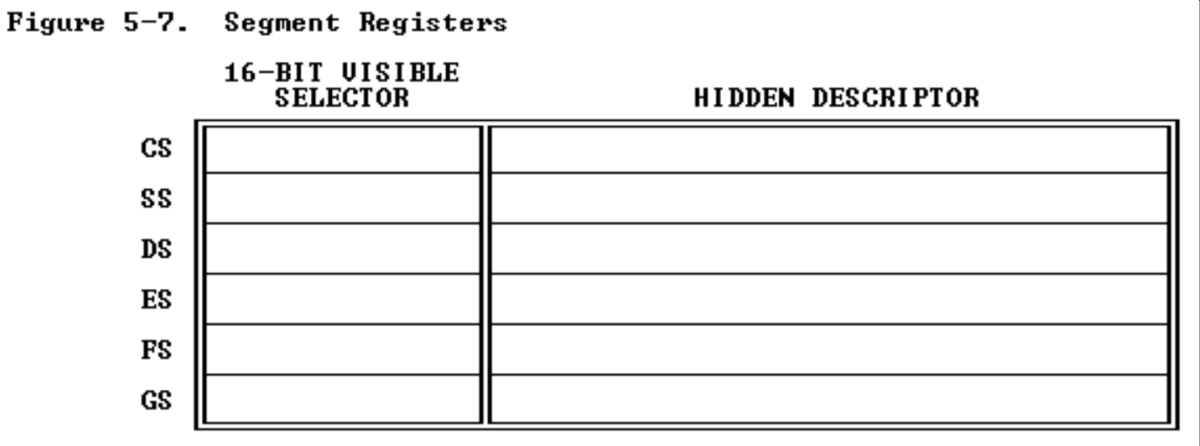 Figure 5-7.  Segment Registers
16-BIT VISIBLE
SELECTOR
HIDDEN DESCRIPTOR
CS
SS
DS
ES
FS
GS